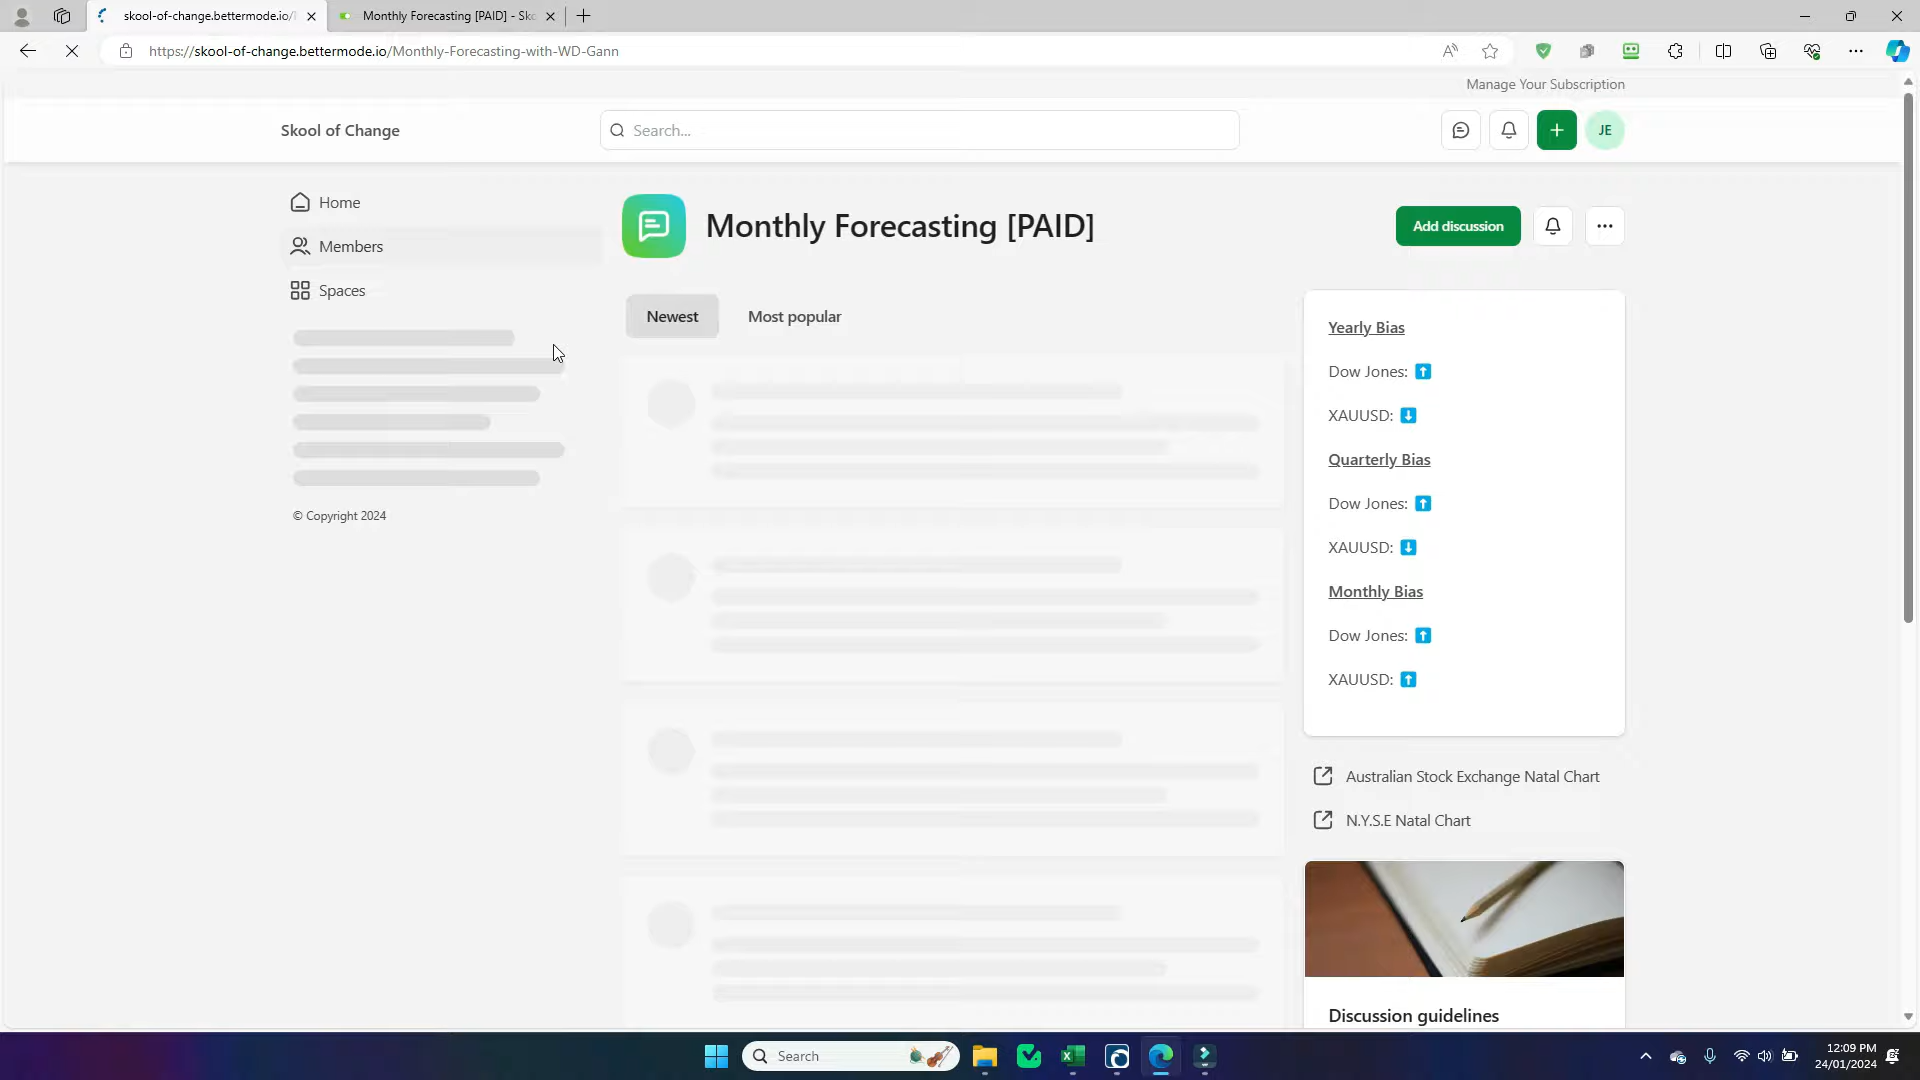 skool-of-change.bettermode.io/
Monthly Forecasting [PAID] - Sko
https://skool-of-change.bettermode.io/Monthly-Forecasting-with-WD-Gann
Manage Your Subscription
Skool of Change
Search...
JE
Home
Members
Spaces
© Copyright 2024
Monthly Forecasting [PAID]
Add discussion
Newest
Most popular
Yearly Bias
Dow Jones: ⬆
XAUUSD: ⬇
Quarterly Bias
Dow Jones: ⬆
XAUUSD: ⬇
Monthly Bias
Dow Jones: ⬆
XAUUSD: ⬆
Australian Stock Exchange Natal Chart
N.Y.S.E Natal Chart
Discussion guidelines
Search
12:09 PM
24/01/2024